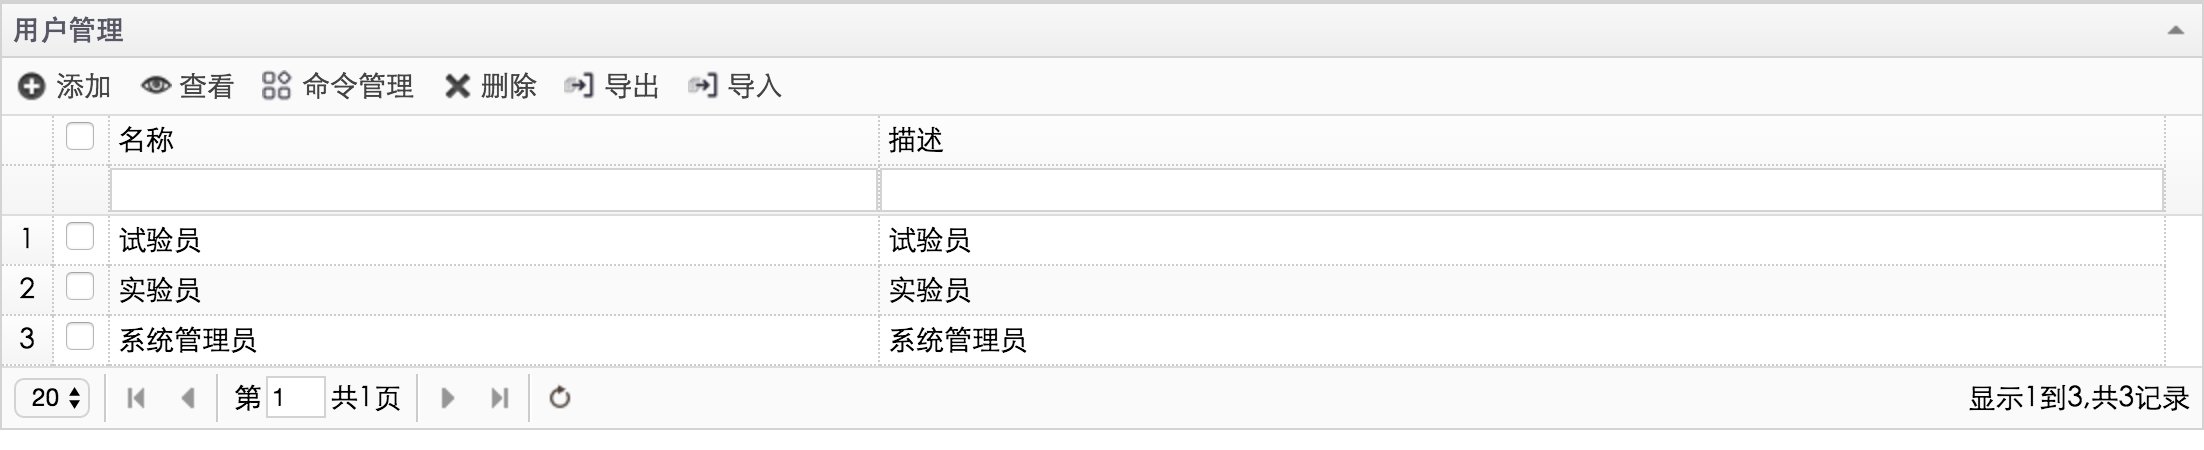 用户管理
添加 查看 命令管理 删除 导出 导入
名称 描述
1 试验员 试验员
2 实验员 实验员
3 系统管理员 系统管理员
20 第 1 共1页 显示1到3,共3记录